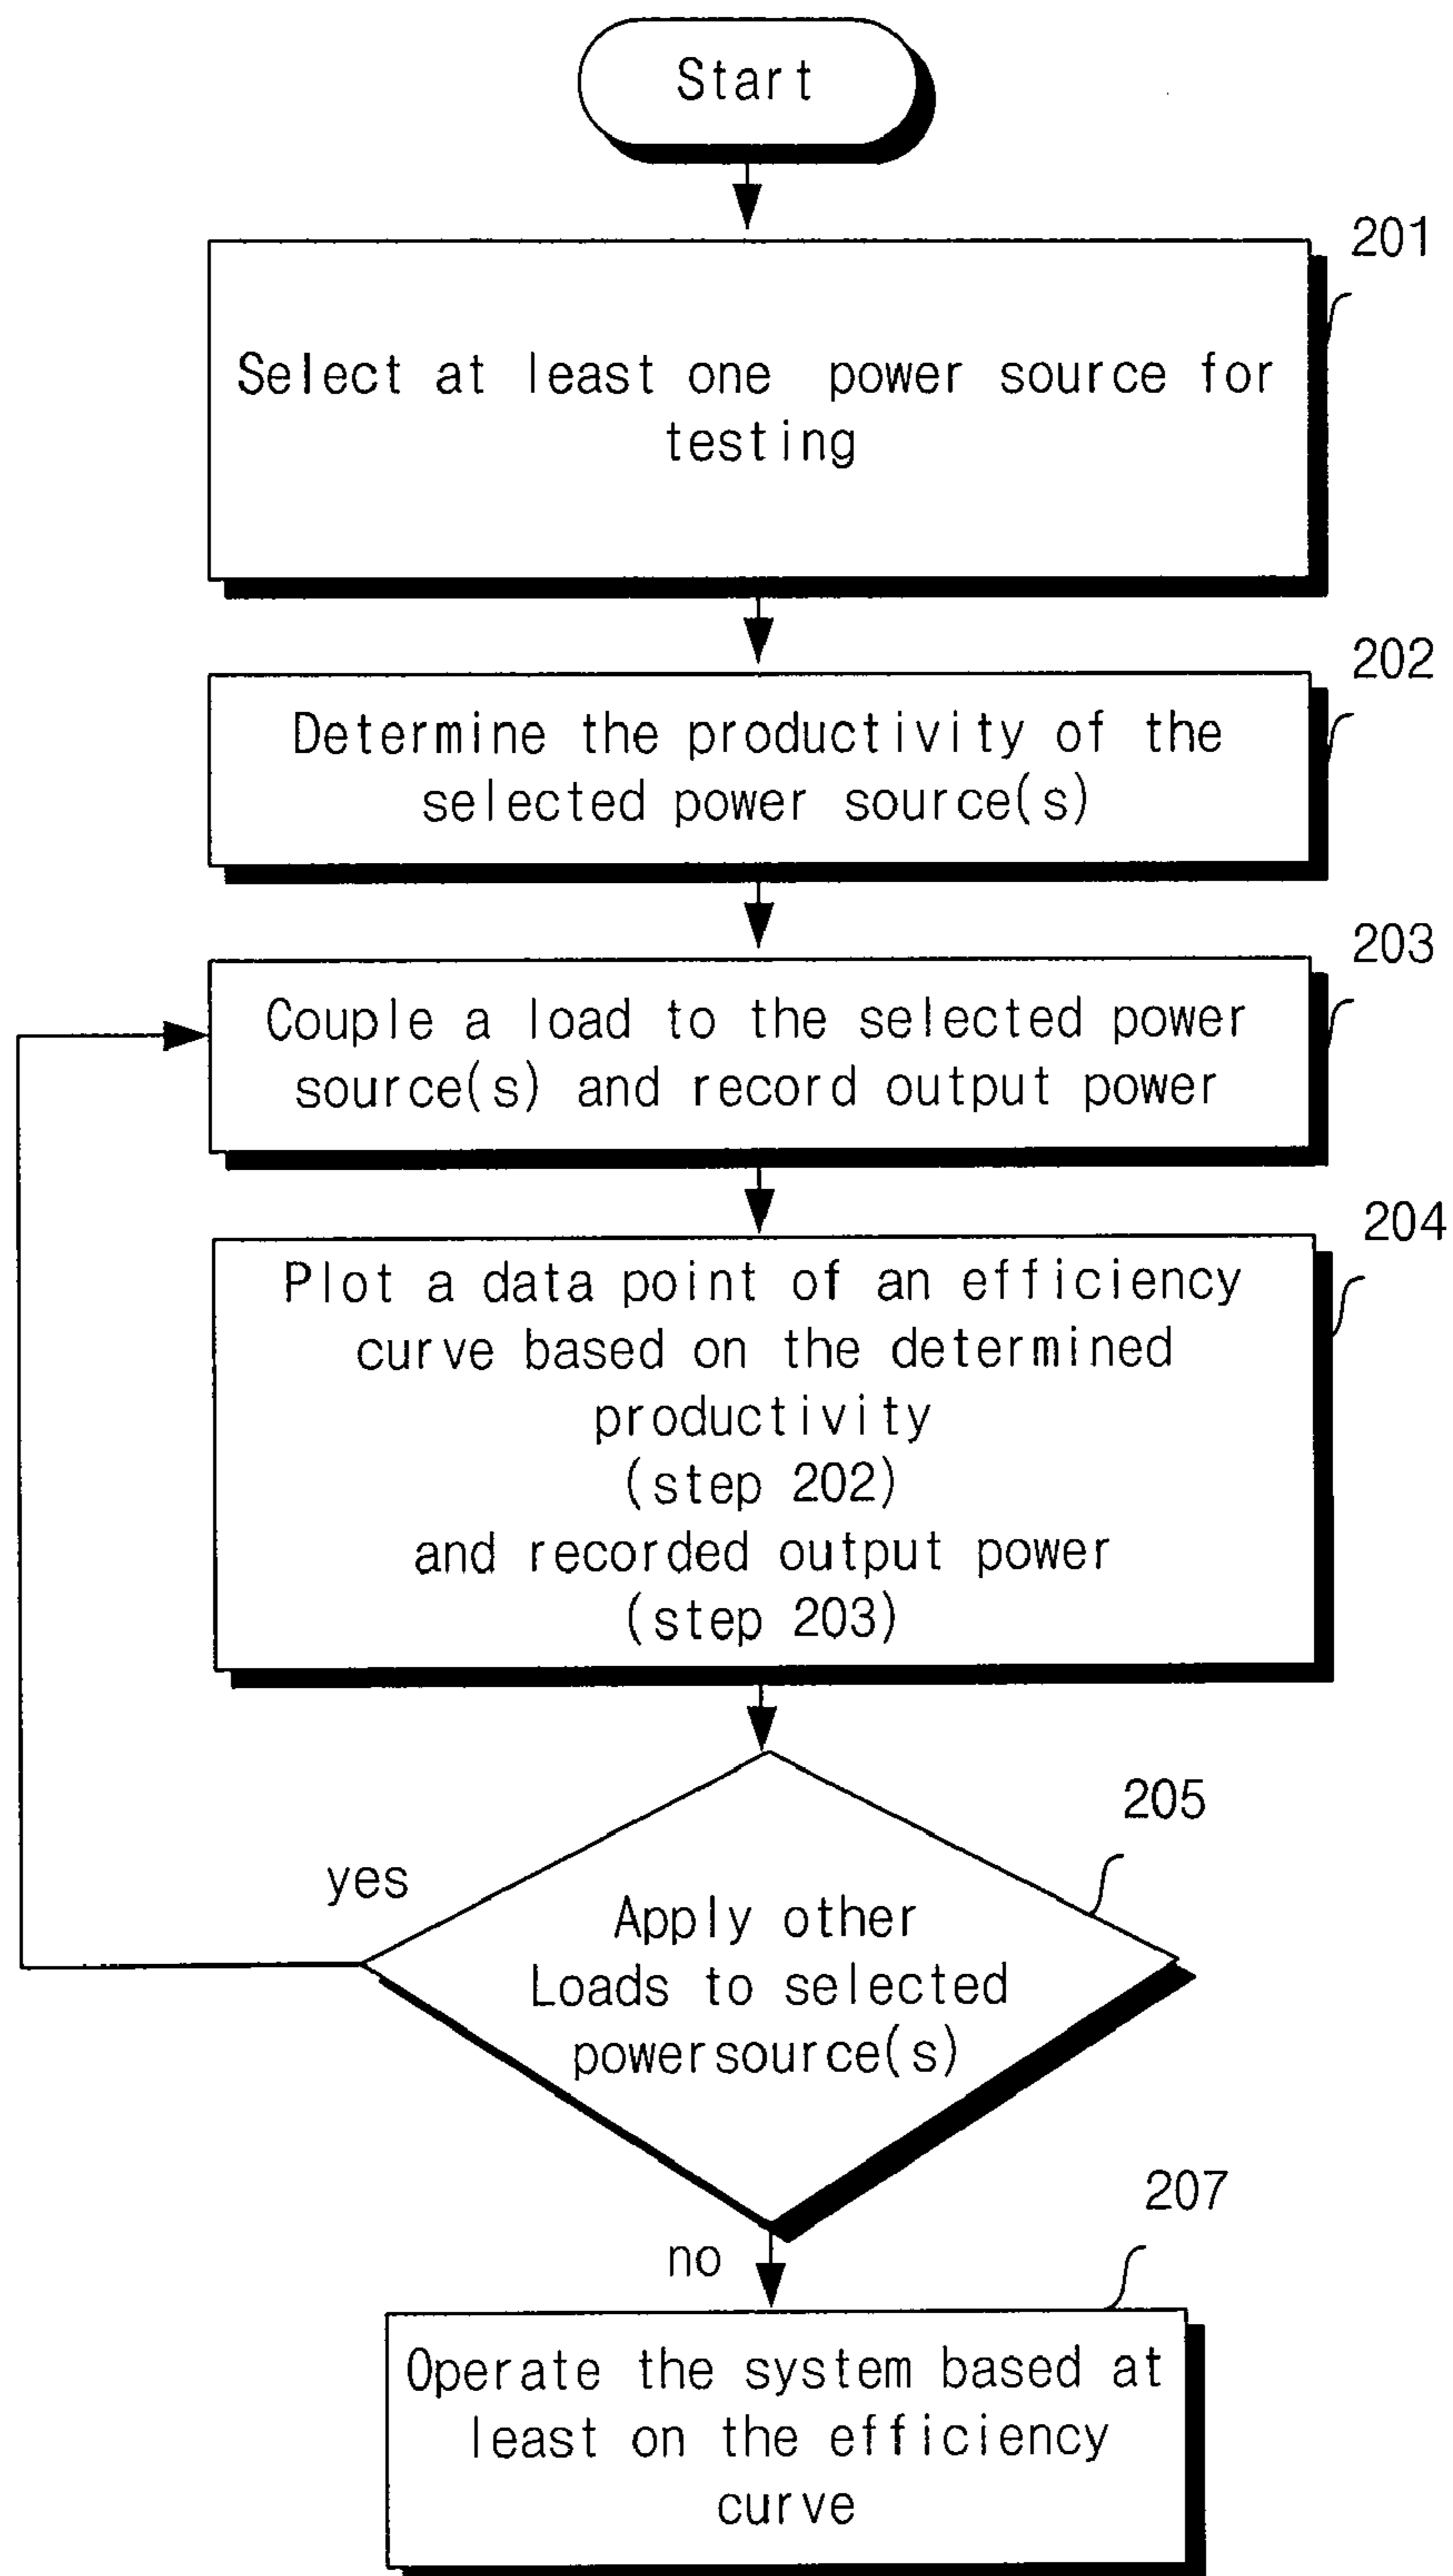 Start
201
Select at least one power source for
testing
202
Determine the productivity of the
selected power source(s)
203
Couple a load to the selected power
source(s) and record output power
204
Plot a data point of an efficiency
curve based on the determined
productivity
(step 202)
and recorded output power
(step 203)
205
yes
Apply other
Loads to selected
powersource(s)
207
no
Operate the system based at
least on the efficiency
curve